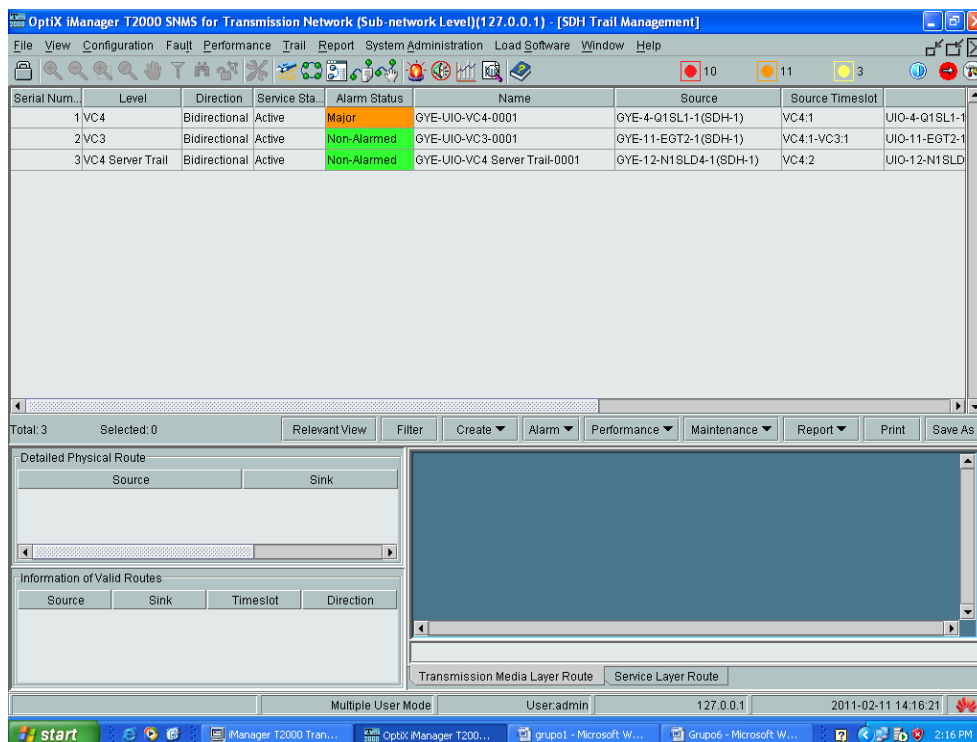 OptiX iManager T2000 SNMS for Transmission Network (Sub-network Level)(127.0.0.1) - [SDH Trail Management]
File View Configuration Fault Performance Trail Report System Administration Load Software Window Help
10 11 3
Serial Num... Level Direction Service Sta... Alarm Status Name Source Source Timeslot
1 VC4 Bidirectional Active Major GYE-UIO-VC4-0001 GYE-4-Q1SL1-1(SDH-1) VC4:1 UIO-4-Q1SL1-1
2 VC3 Bidirectional Active Non-Alarmed GYE-UIO-VC3-0001 GYE-11-EGT2-1(SDH-1) VC4:1-VC3:1 UIO-11-EGT2-1
3 VC4 Server Trail Bidirectional Active Non-Alarmed GYE-UIO-VC4 Server Trail-0001 GYE-12-N1SLD4-1(SDH-1) VC4:2 UIO-12-N1SLD
Total: 3 Selected: 0 Relevant View Filter Create Alarm Performance Maintenance Report Print Save As
Detailed Physical Route
Source Sink
Information of Valid Routes
Source Sink Timeslot Direction
Transmission Media Layer Route Service Layer Route
Multiple User Mode User:admin 127.0.0.1 2011-02-11 14:16:21
start iManager T2000 Tran... OptiX iManager T200... grupo1 - Microsoft W... Grupo6 - Microsoft W... 2:16 PM